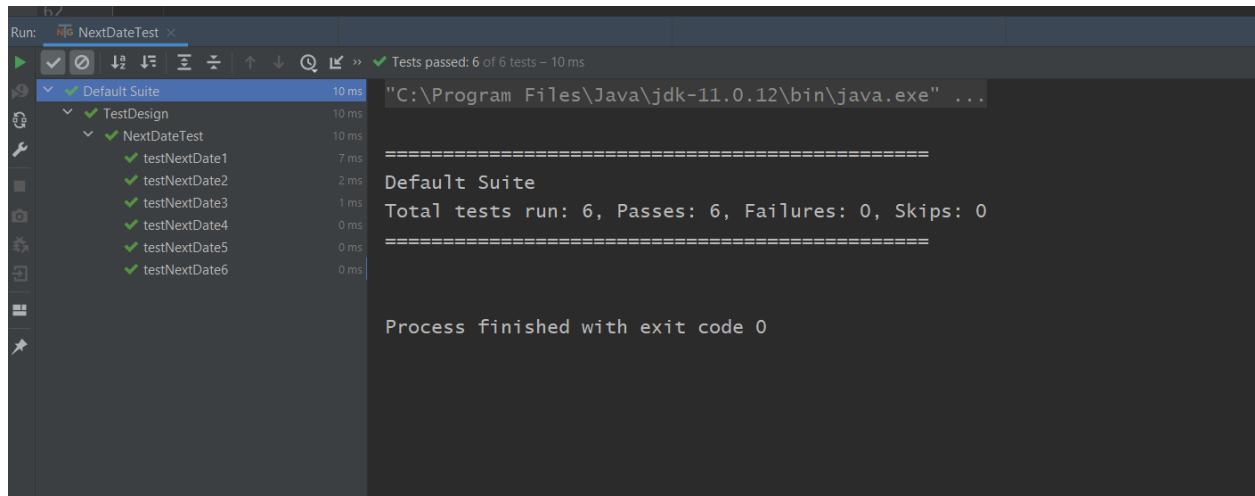 62
Run: NG NextDateTest ×
» Tests passed: 6 of 6 tests – 10 ms
Default Suite 10 ms
TestDesign 10 ms
NextDateTest 10 ms
testNextDate1 7 ms
testNextDate2 2 ms
testNextDate3 1 ms
testNextDate4 0 ms
testNextDate5 0 ms
testNextDate6 0 ms
"C:\Program Files\Java\jdk-11.0.12\bin\java.exe" ...
===============================================
Default Suite
Total tests run: 6, Passes: 6, Failures: 0, Skips: 0
===============================================
Process finished with exit code 0